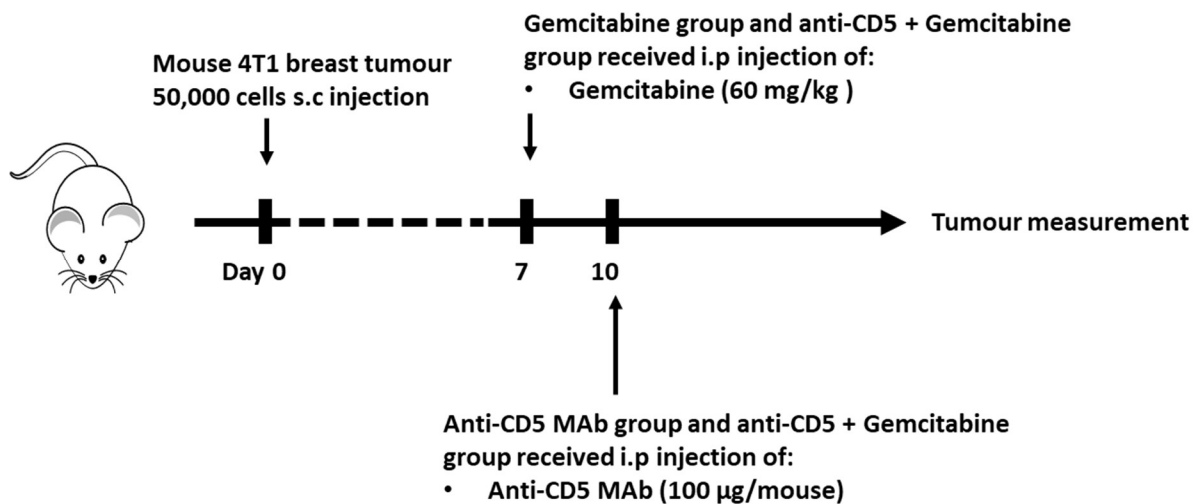 Gemcitabine group and anti-CD5 + Gemcitabine
group received i.p injection of:
• Gemcitabine (60 mg/kg )
Mouse 4T1 breast tumour
50,000 cells s.c injection
Tumour measurement
Day 0
7
10
Anti-CD5 MAb group and anti-CD5 + Gemcitabine
group received i.p injection of:
• Anti-CD5 MAb (100 µg/mouse)